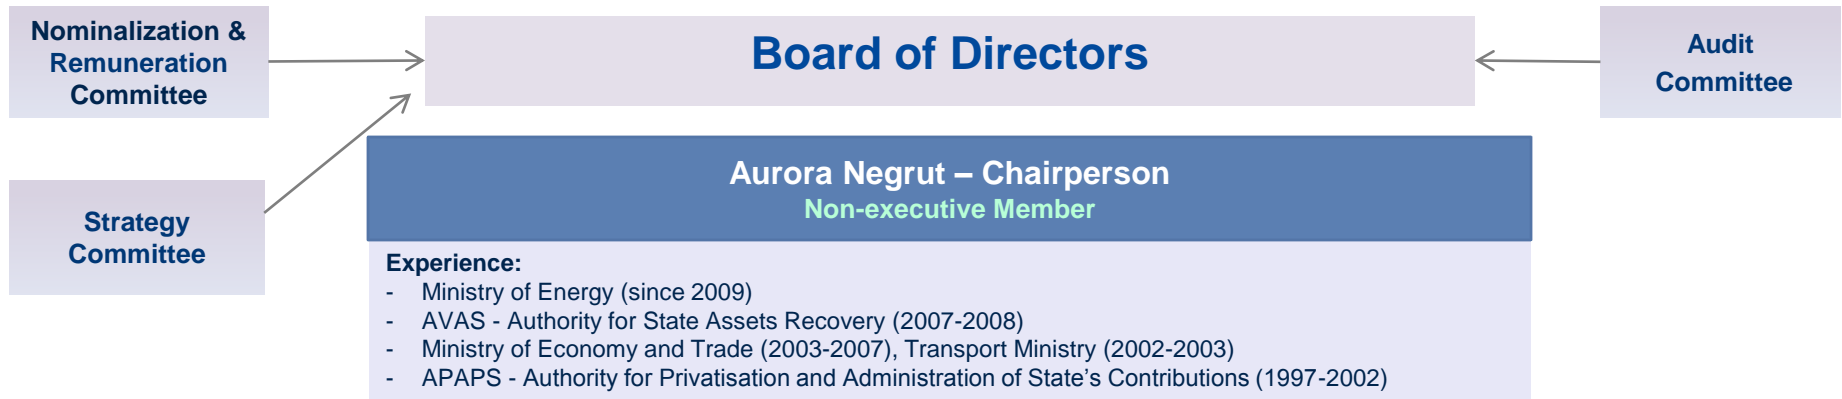 Nominalization &
Remuneration
Committee
Board of Directors
Audit
Committee
Strategy
Committee
Aurora Negrut – Chairperson
Non-executive Member
Experience:
- Ministry of Energy (since 2009)
- AVAS - Authority for State Assets Recovery (2007-2008)
- Ministry of Economy and Trade (2003-2007), Transport Ministry (2002-2003)
- APAPS - Authority for Privatisation and Administration of State’s Contributions (1997-2002)